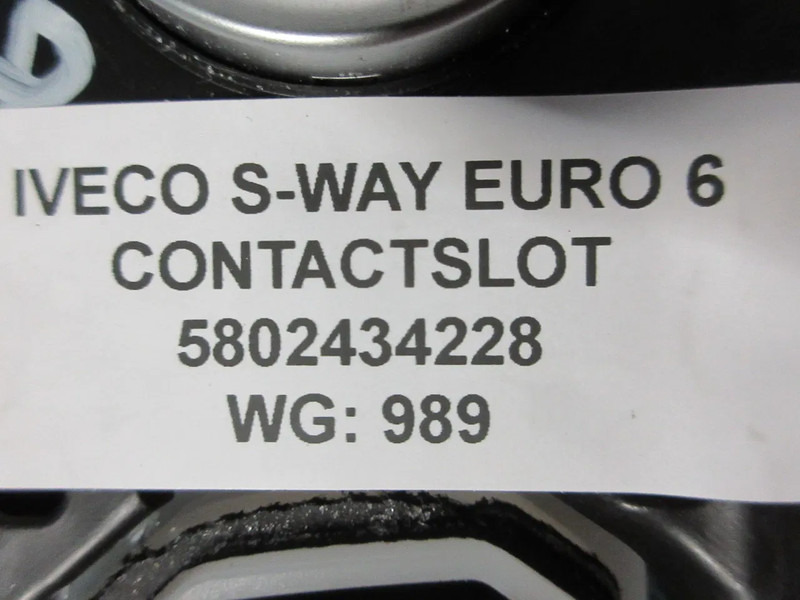 IVECO S-WAY EURO 6
CONTACTSLOT
5802434228
WG: 989